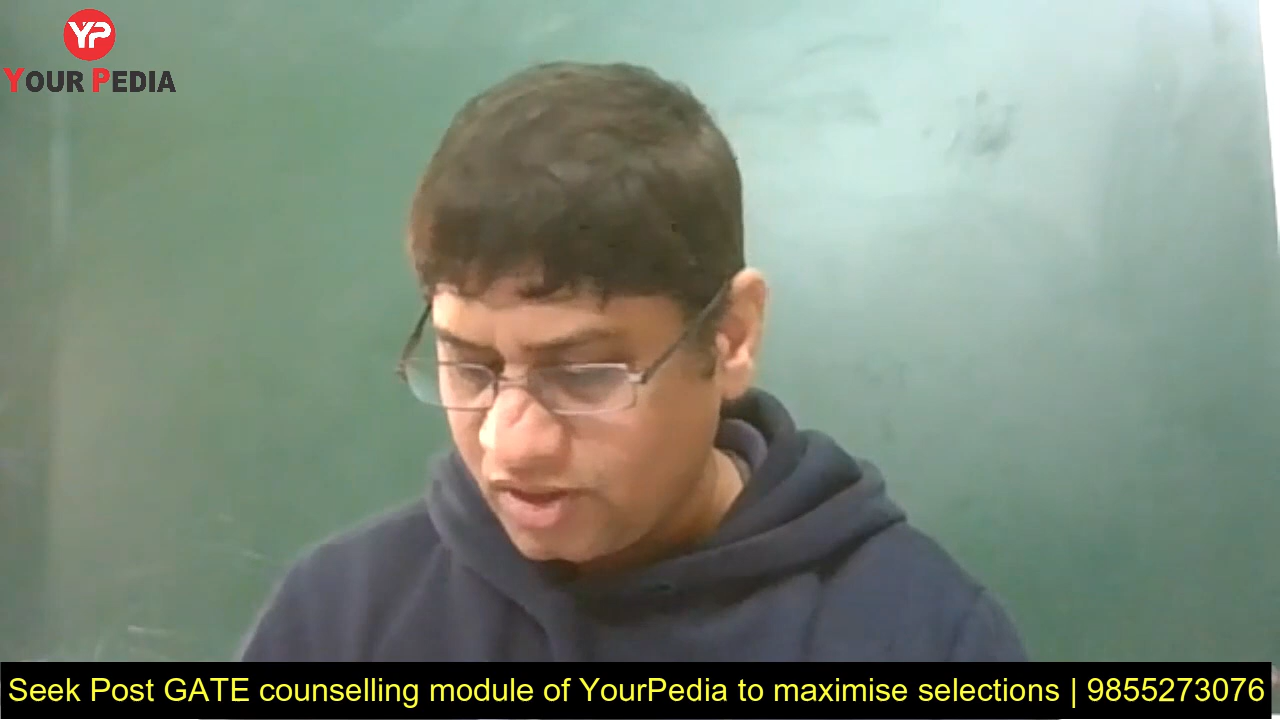 YP
YOUR PEDIA
Seek Post GATE counselling module of YourPedia to maximise selections | 9855273076